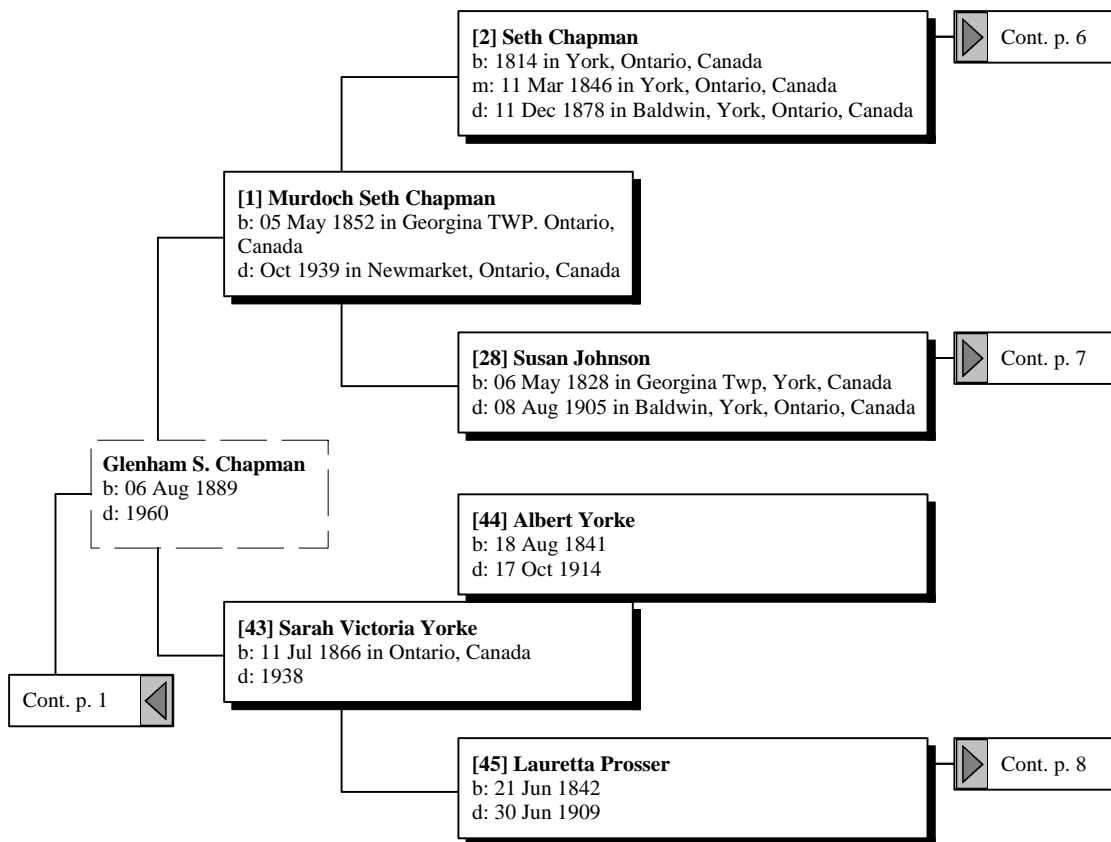 [2] Seth Chapman
b: 1814 in York, Ontario, Canada
m: 11 Mar 1846 in York, Ontario, Canada
d: 11 Dec 1878 in Baldwin, York, Ontario, Canada
Cont. p. 6
[1] Murdoch Seth Chapman
b: 05 May 1852 in Georgina TWP. Ontario,
Canada
d: Oct 1939 in Newmarket, Ontario, Canada
[28] Susan Johnson
b: 06 May 1828 in Georgina Twp, York, Canada
d: 08 Aug 1905 in Baldwin, York, Ontario, Canada
Cont. p. 7
Glenham S. Chapman
b: 06 Aug 1889
d: 1960
[44] Albert Yorke
b: 18 Aug 1841
d: 17 Oct 1914
[43] Sarah Victoria Yorke
b: 11 Jul 1866 in Ontario, Canada
d: 1938
Cont. p. 1
[45] Lauretta Prosser
b: 21 Jun 1842
d: 30 Jun 1909
Cont. p. 8